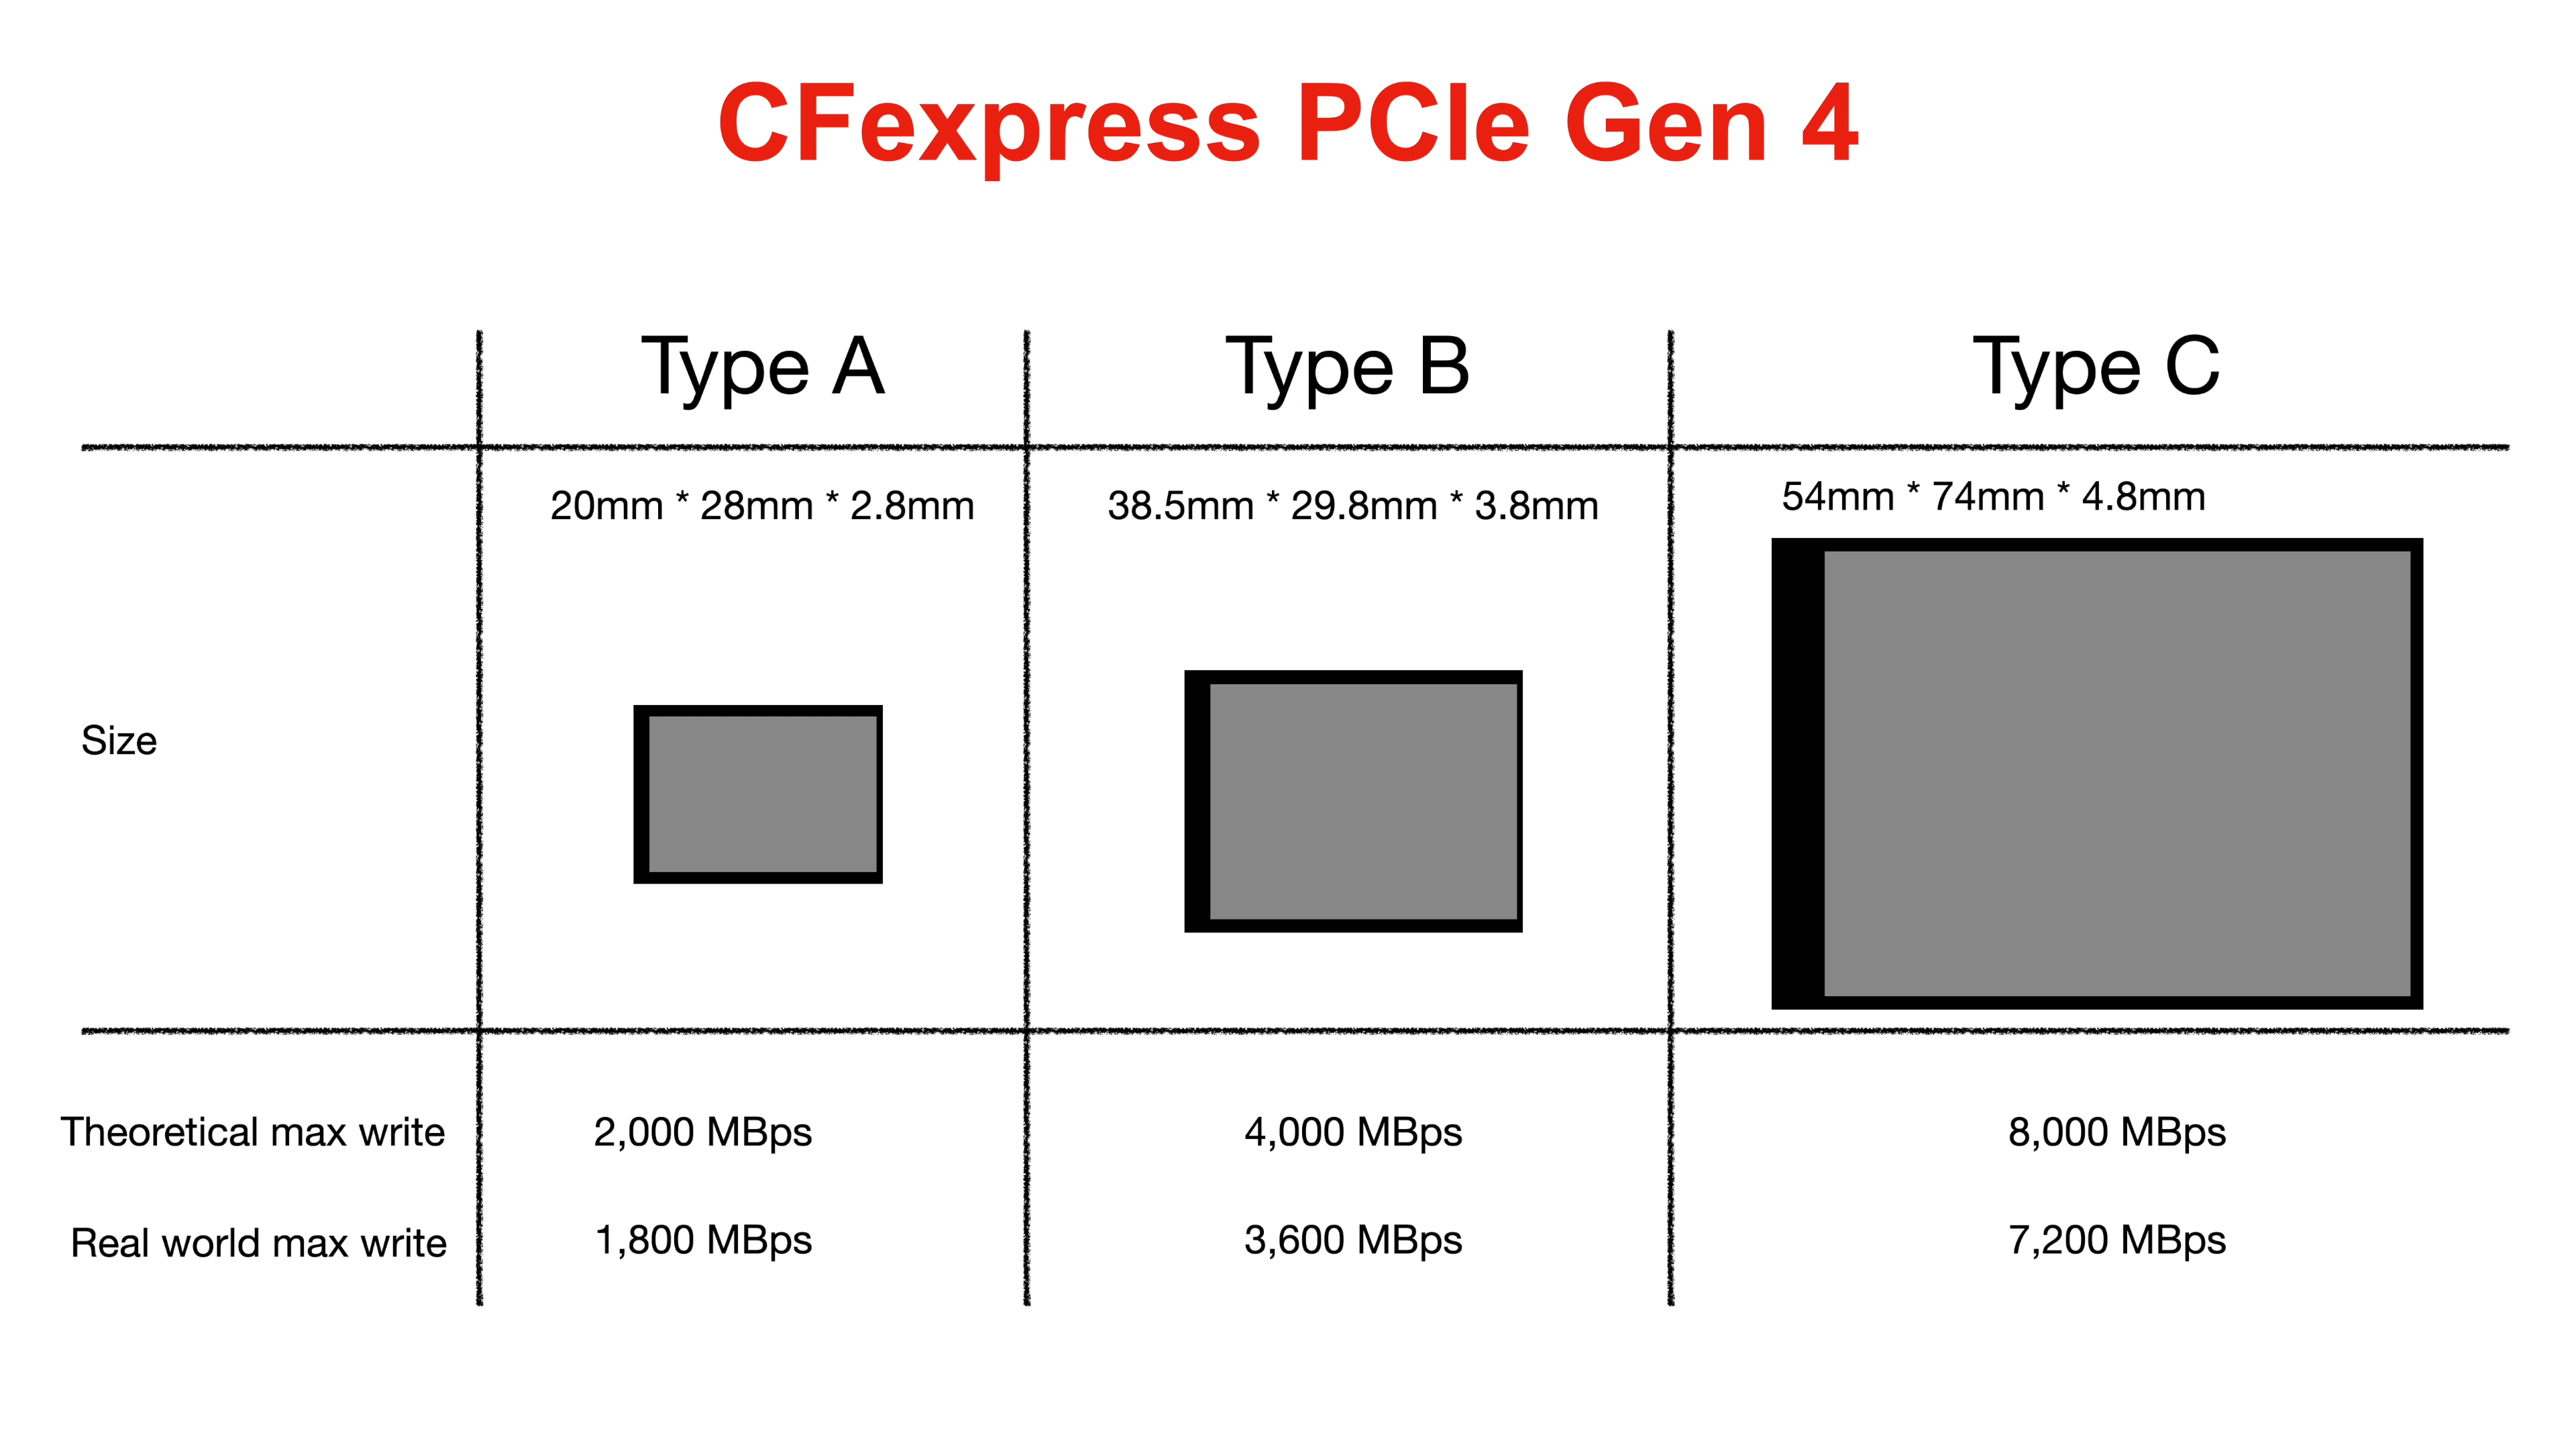 CFexpress PCIe Gen 4
Type A
Type B
Type C
20mm * 28mm * 2.8mm
38.5mm * 29.8mm * 3.8mm
54mm * 74mm * 4.8mm
Size
Theoretical max write
2,000 MBps
4,000 MBps
8,000 MBps
Real world max write
1,800 MBps
3,600 MBps
7,200 MBps